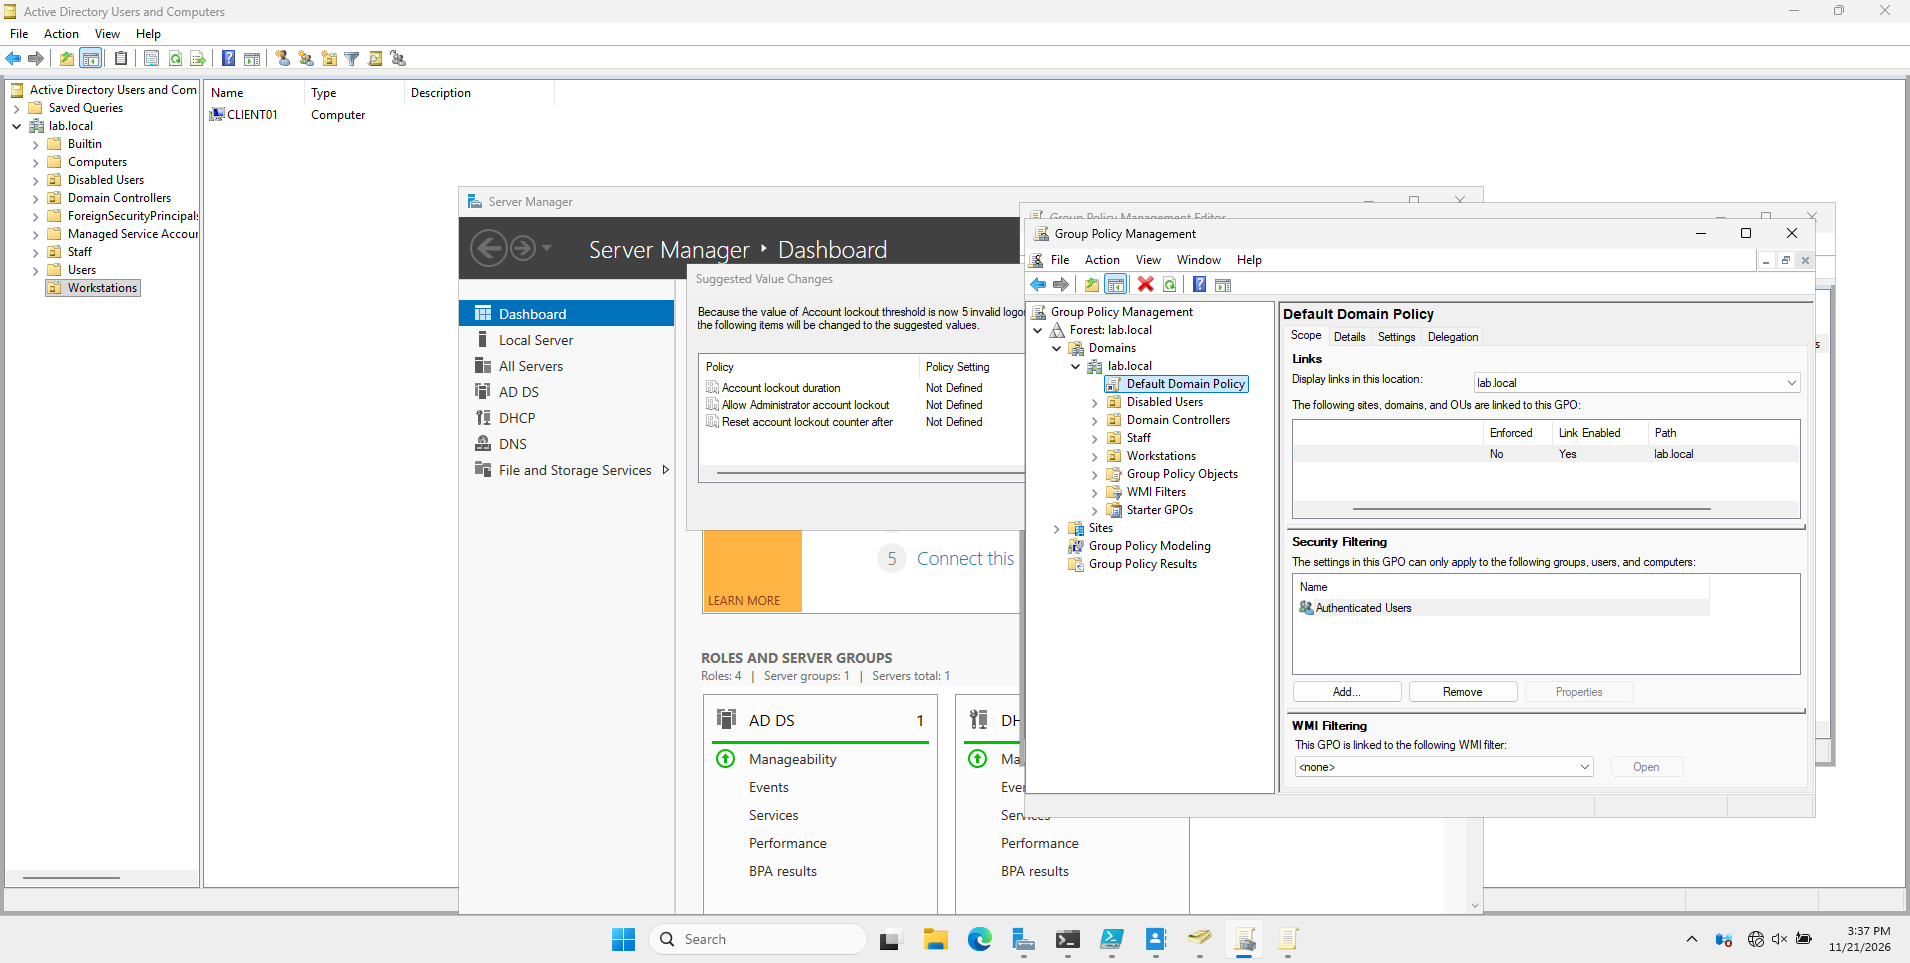 Active Directory Users and Computers
File Action View Help
Active Directory Users and Com
Saved Queries
lab.local
Builtin
Computers
Disabled Users
Domain Controllers
ForeignSecurityPrincipals
Managed Service Accour
Staff
Users
Workstations
Name Type Description
CLIENT01 Computer
Server Manager
Server Manager Dashboard
Dashboard
Local Server
All Servers
AD DS
DHCP
DNS
File and Storage Services
Suggested Value Changes
Because the value of Account lockout threshold is now 5 invalid logor
the following items will be changed to the suggested values.
Policy Policy Setting
Account lockout duration Not Defined
Allow Administrator account lockout Not Defined
Reset account lockout counter after Not Defined
LEARN MORE
5 Connect this
ROLES AND SERVER GROUPS
Roles: 4 | Server groups: 1 | Servers total: 1
AD DS 1
Manageability
Events
Services
Performance
BPA results
DH
Ma
Ever
Services
Performance
BPA results
Group Policy Management Editor
Group Policy Management
File Action View Window Help
Group Policy Management
Forest: lab.local
Domains
lab.local
Default Domain Policy
Disabled Users
Domain Controllers
Staff
Workstations
Group Policy Objects
WMI Filters
Starter GPOs
Sites
Group Policy Modeling
Group Policy Results
Default Domain Policy
Scope Details Settings Delegation
Links
Display links in this location: lab.local
The following sites, domains, and OUs are linked to this GPO:
Enforced Link Enabled Path
No Yes lab.local
Security Filtering
The settings in this GPO can only apply to the following groups, users, and computers:
Name
Authenticated Users
Add... Remove Properties
WMI Filtering
This GPO is linked to the following WMI filter:
<none> Open
s
Search
3:37 PM
11/21/2026